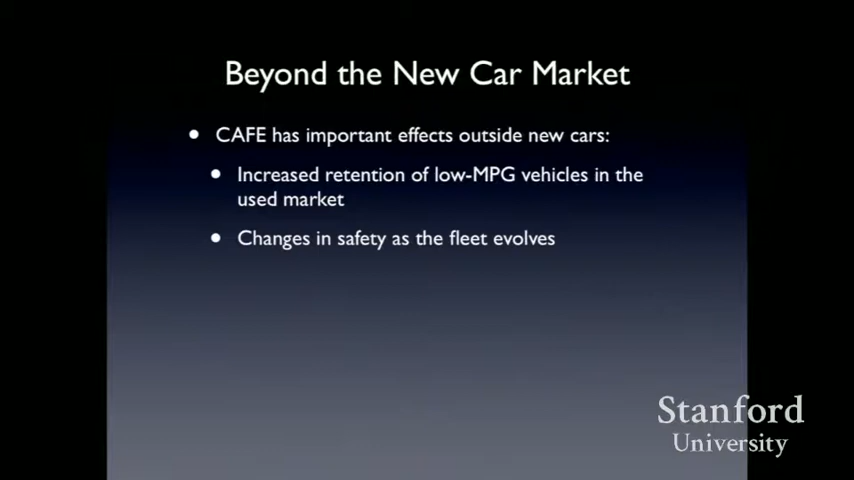 Beyond the New Car Market
• CAFE has important effects outside new cars:
• Increased retention of low-MPG vehicles in the
used market
• Changes in safety as the fleet evolves
Stanford
University